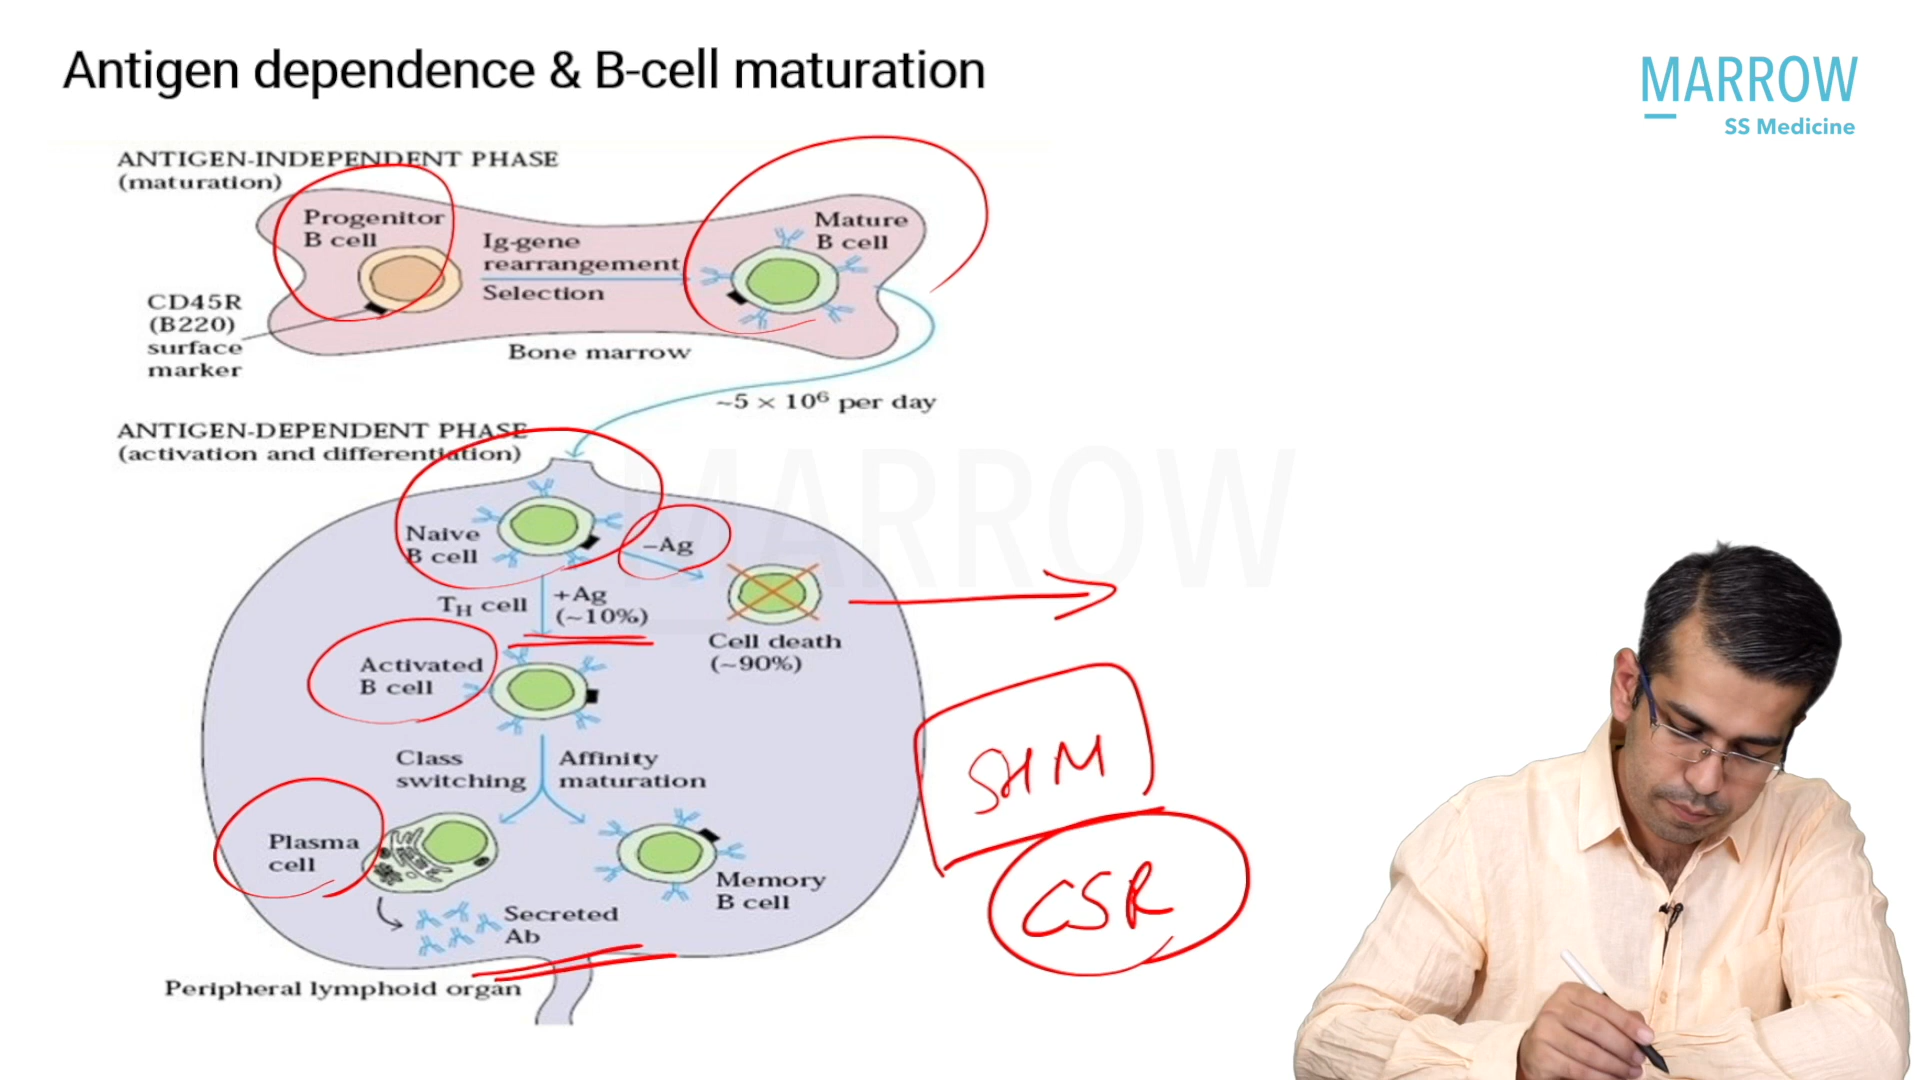 Antigen dependence & B-cell maturation
MARROW
SS Medicine
ANTIGEN-INDEPENDENT PHASE
(maturation)
Progenitor
B cell
Ig-gene
rearrangement
Selection
Mature
B cell
CD45R
(B220)
surface
marker
Bone marrow
~5 × 10⁶ per day
ANTIGEN-DEPENDENT PHASE
(activation and differentiation)
MARROW
Naive
B cell
–Ag
TH cell
+Ag
(~10%)
Cell death
(~90%)
Activated
B cell
Class
switching
Affinity
maturation
SHM
CSR
Plasma
cell
Memory
B cell
Secreted
Ab
Peripheral lymphoid organ